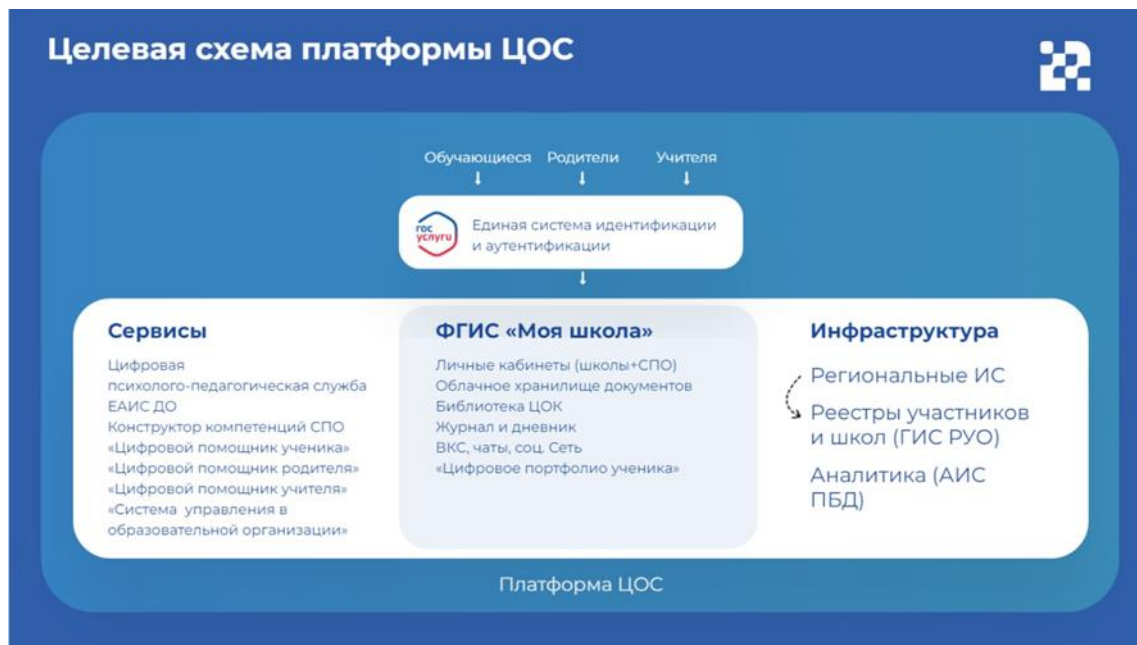 Целевая схема платформы ЦОС
Обучающиеся Родители Учителя
гос
услуги
Единая система идентификации
и аутентификации
Сервисы
Цифровая
психолого-педагогическая служба
ЕАИС ДО
Конструктор компетенций СПО
«Цифровой помощник ученика»
«Цифровой помощник родителя»
«Цифровой помощник учителя»
«Система управления в
образовательной организации»
ФГИС «Моя школа»
Личные кабинеты (школы+СПО)
Облачное хранилище документов
Библиотека ЦОК
Журнал и дневник
ВКС, чаты, соц. Сеть
«Цифровое портфолио ученика»
Инфраструктура
Региональные ИС
Реестры участников
и школ (ГИС РУО)
Аналитика (АИС
ПБД)
Платформа ЦОС